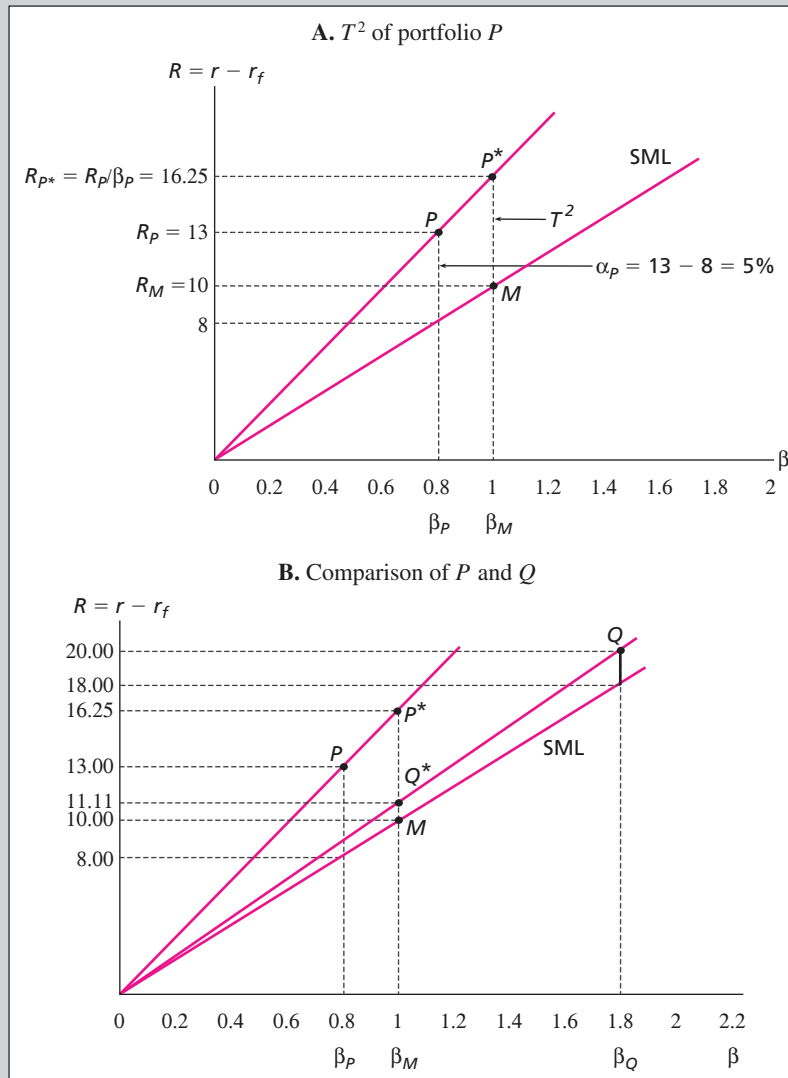 A. T² of portfolio P
R = r − r_f
P*
SML
R_P* = R_P/β_P = 16.25
P
T²
R_P = 13
α_P = 13 − 8 = 5%
R_M =10
M
8
β
0 0.2 0.4 0.6 0.8 1 1.2 1.4 1.6 1.8 2
β_P β_M
B. Comparison of P and Q
R = r − r_f
Q
20.00
18.00
16.25
P*
P
SML
13.00
Q*
11.11
10.00
M
8.00
0 0.2 0.4 0.6 0.8 1 1.2 1.4 1.6 1.8 2 2.2
β_P β_M β_Q β